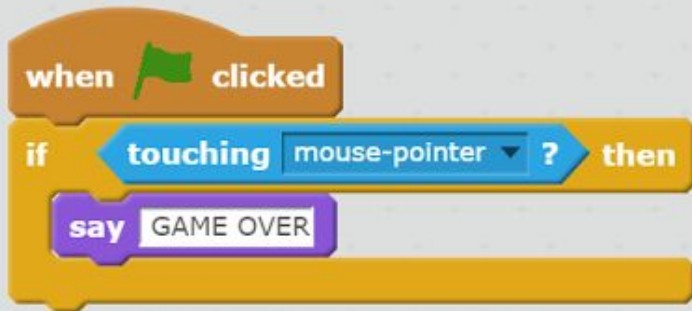 when clicked
if touching mouse-pointer ? then
say GAME OVER